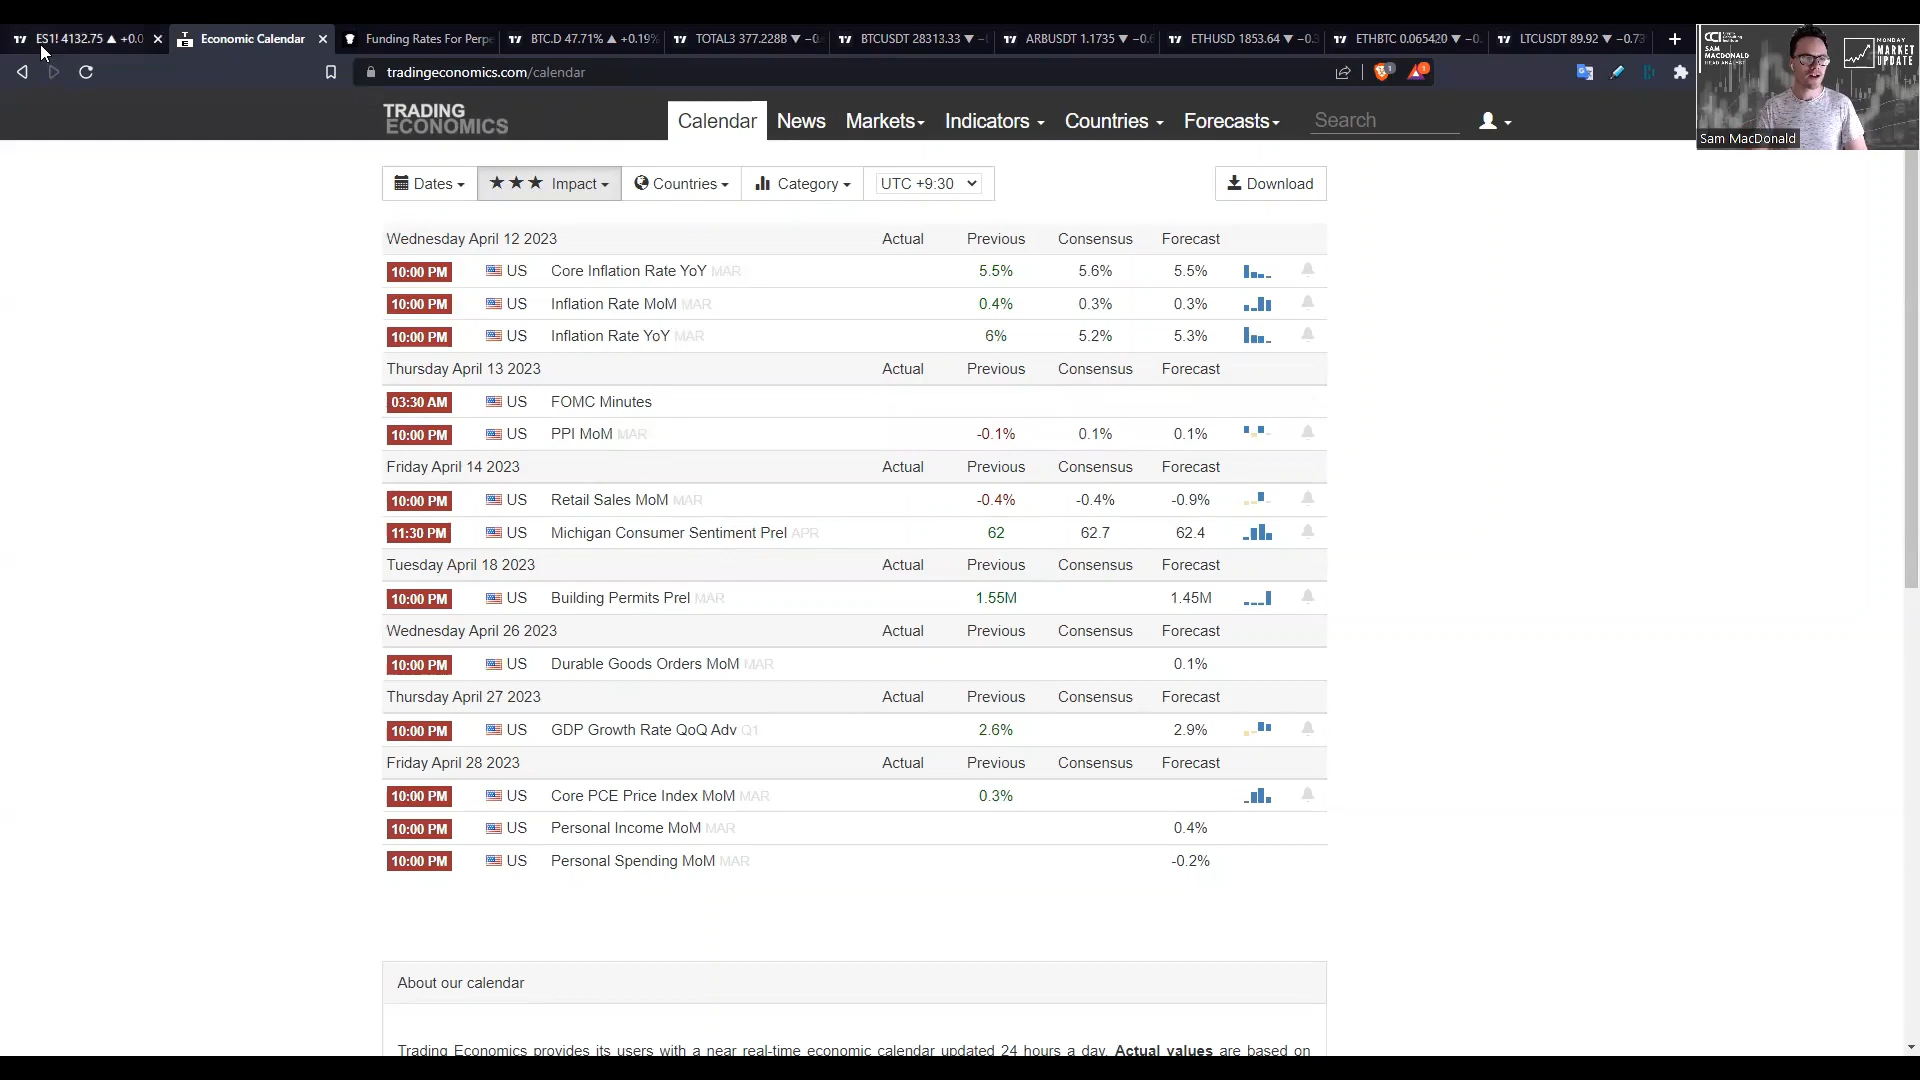 ES1! 4132.75 ▲ +0.0
Economic Calendar
Funding Rates For Perpe
BTC.D 47.71% ▲ +0.19%
TOTAL3 377.228B ▼ −0.
BTCUSDT 28313.33 ▼ −
ARBUSDT 1.1735 ▼ −0.6
ETHUSD 1853.64 ▼ −0.3
ETHBTC 0.065420 ▼ −0.
LTCUSDT 89.92 ▼ −0.73
tradingeconomics.com/calendar
CCI
SAM
MACDONALD
HEAD ANALYST
MONDAY
MARKET
UPDATE
Sam MacDonald
TRADING
ECONOMICS
Calendar News Markets Indicators Countries Forecasts Search
Dates ★ ★ ★ Impact Countries Category UTC +9:30 Download
Wednesday April 12 2023 Actual Previous Consensus Forecast
10:00 PM US Core Inflation Rate YoY MAR 5.5% 5.6% 5.5%
10:00 PM US Inflation Rate MoM MAR 0.4% 0.3% 0.3%
10:00 PM US Inflation Rate YoY MAR 6% 5.2% 5.3%
Thursday April 13 2023 Actual Previous Consensus Forecast
03:30 AM US FOMC Minutes
10:00 PM US PPI MoM MAR -0.1% 0.1% 0.1%
Friday April 14 2023 Actual Previous Consensus Forecast
10:00 PM US Retail Sales MoM MAR -0.4% -0.4% -0.9%
11:30 PM US Michigan Consumer Sentiment Prel APR 62 62.7 62.4
Tuesday April 18 2023 Actual Previous Consensus Forecast
10:00 PM US Building Permits Prel MAR 1.55M 1.45M
Wednesday April 26 2023 Actual Previous Consensus Forecast
10:00 PM US Durable Goods Orders MoM MAR 0.1%
Thursday April 27 2023 Actual Previous Consensus Forecast
10:00 PM US GDP Growth Rate QoQ Adv Q1 2.6% 2.9%
Friday April 28 2023 Actual Previous Consensus Forecast
10:00 PM US Core PCE Price Index MoM MAR 0.3%
10:00 PM US Personal Income MoM MAR 0.4%
10:00 PM US Personal Spending MoM MAR -0.2%
About our calendar
Trading Economics provides its users with a near real-time economic calendar updated 24 hours a day. Actual values are based on